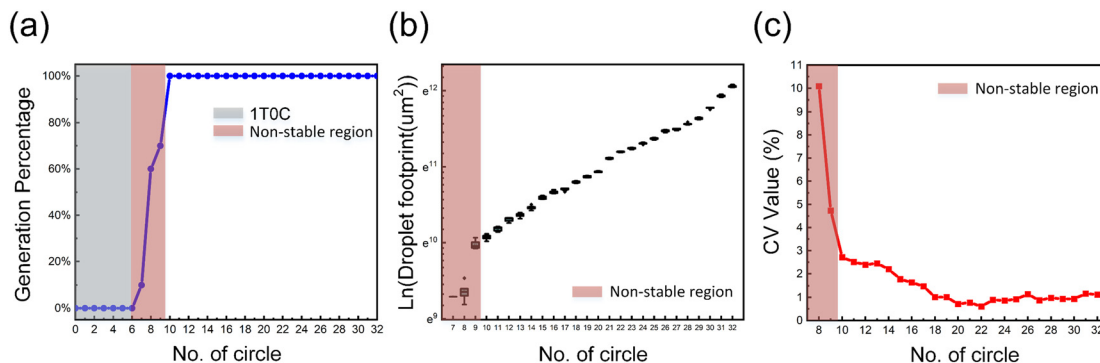 (a)
(b)
(c)
Generation Percentage
100%
80%
60%
40%
20%
0%
1T0C
Non-stable region
0 2 4 6 8 10 12 14 16 18 20 22 24 26 28 30 32
No. of circle
Ln(Droplet footprint(um²))
e¹²
e¹¹
e¹⁰
e⁹
Non-stable region
7 8 9 10 11 12 13 14 15 16 17 18 19 20 21 22 23 24 25 26 27 28 29 30 31 32
No. of circle
CV Value (%)
11
10
9
8
7
6
5
4
3
2
1
0
Non-stable region
8 10 12 14 16 18 20 22 24 26 28 30 32
No. of circle